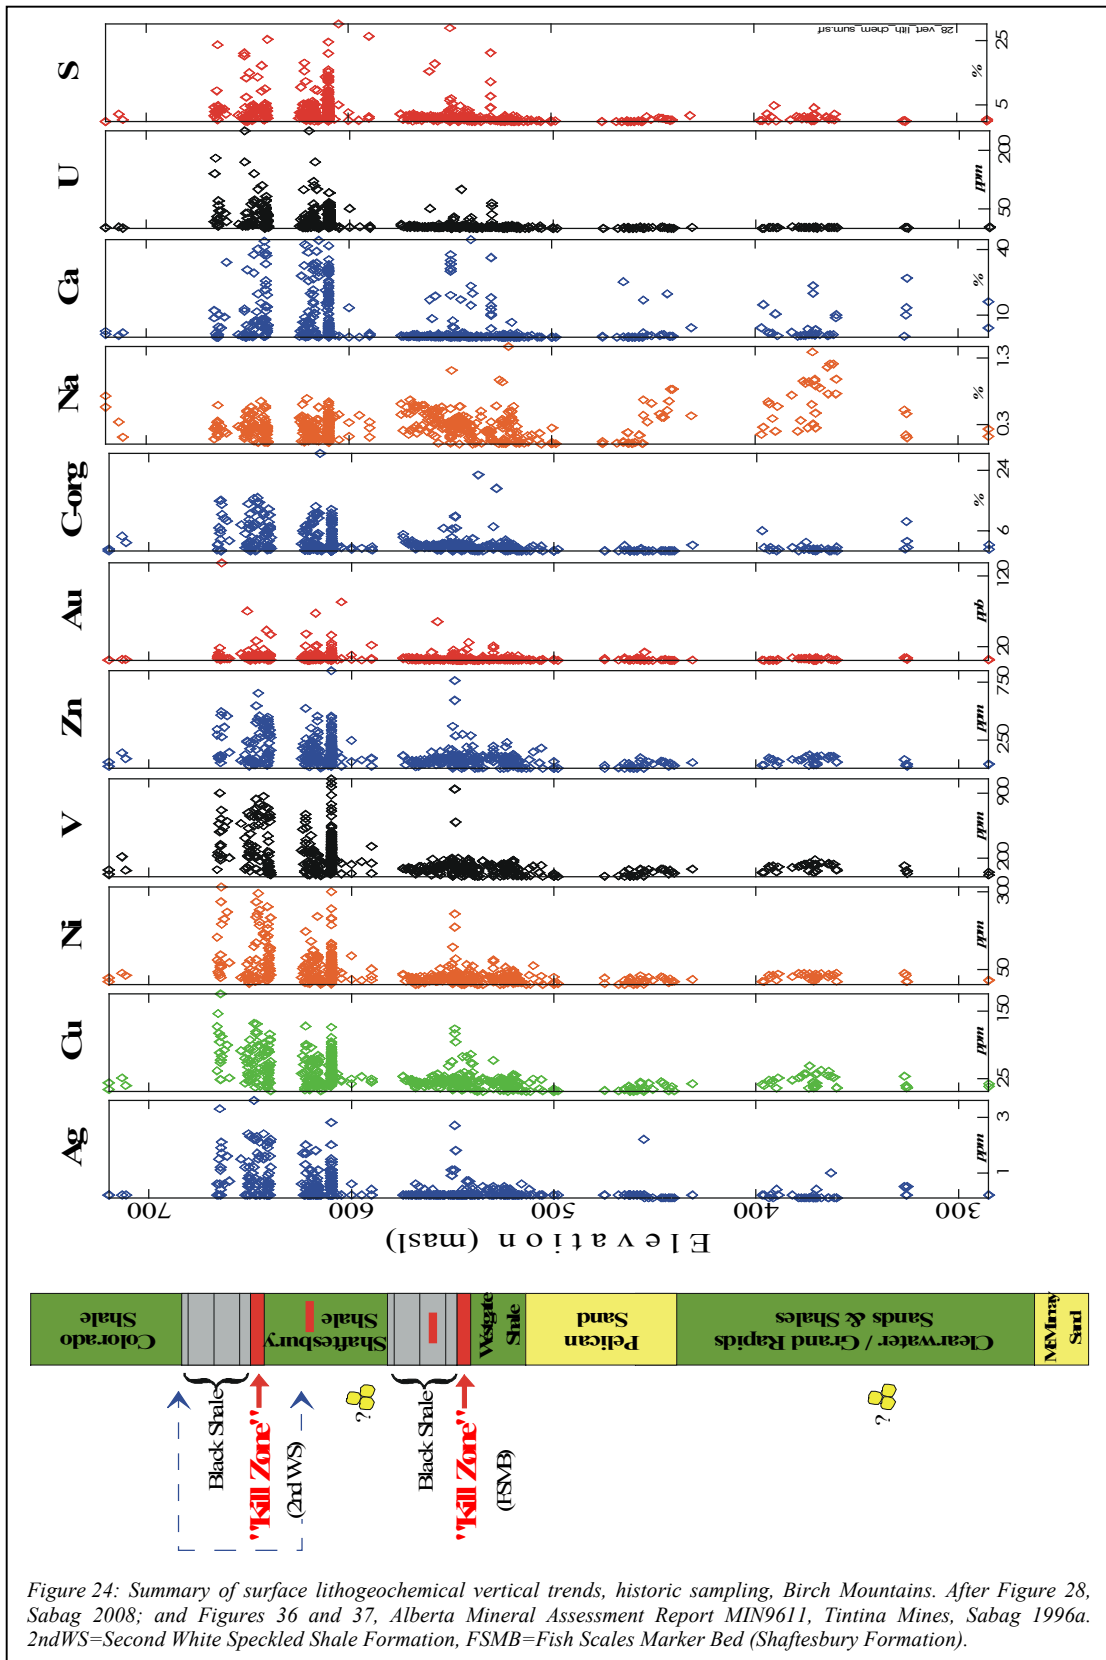 S
U
Ca
Na
C-org
Au
Zn
V
Ni
Cu
Ag
28_vert_lith_chem_sum.srf
25
5
%
200
50
ppm
40
10
%
1.3
0.3
%
24
6
%
120
20
ppb
750
250
ppm
900
200
ppm
300
50
ppm
150
25
ppm
3
1
ppm
700
600
500
400
300
Elevation (masl)
Colorado
Shale
Shaftesbury
Shale
Westgate
Shale
Pelican
Sand
Clearwater / Grand Rapids
Sands & Shales
McMurray
Sand
Black Shale
"Kill Zone"
(2nd WS)
?
Black Shale
"Kill Zone"
(FSMB)
?
Figure 24: Summary of surface lithogeochemical vertical trends, historic sampling, Birch Mountains. After Figure 28,
Sabag 2008; and Figures 36 and 37, Alberta Mineral Assessment Report MIN9611, Tintina Mines, Sabag 1996a.
2ndWS=Second White Speckled Shale Formation, FSMB=Fish Scales Marker Bed (Shaftesbury Formation).